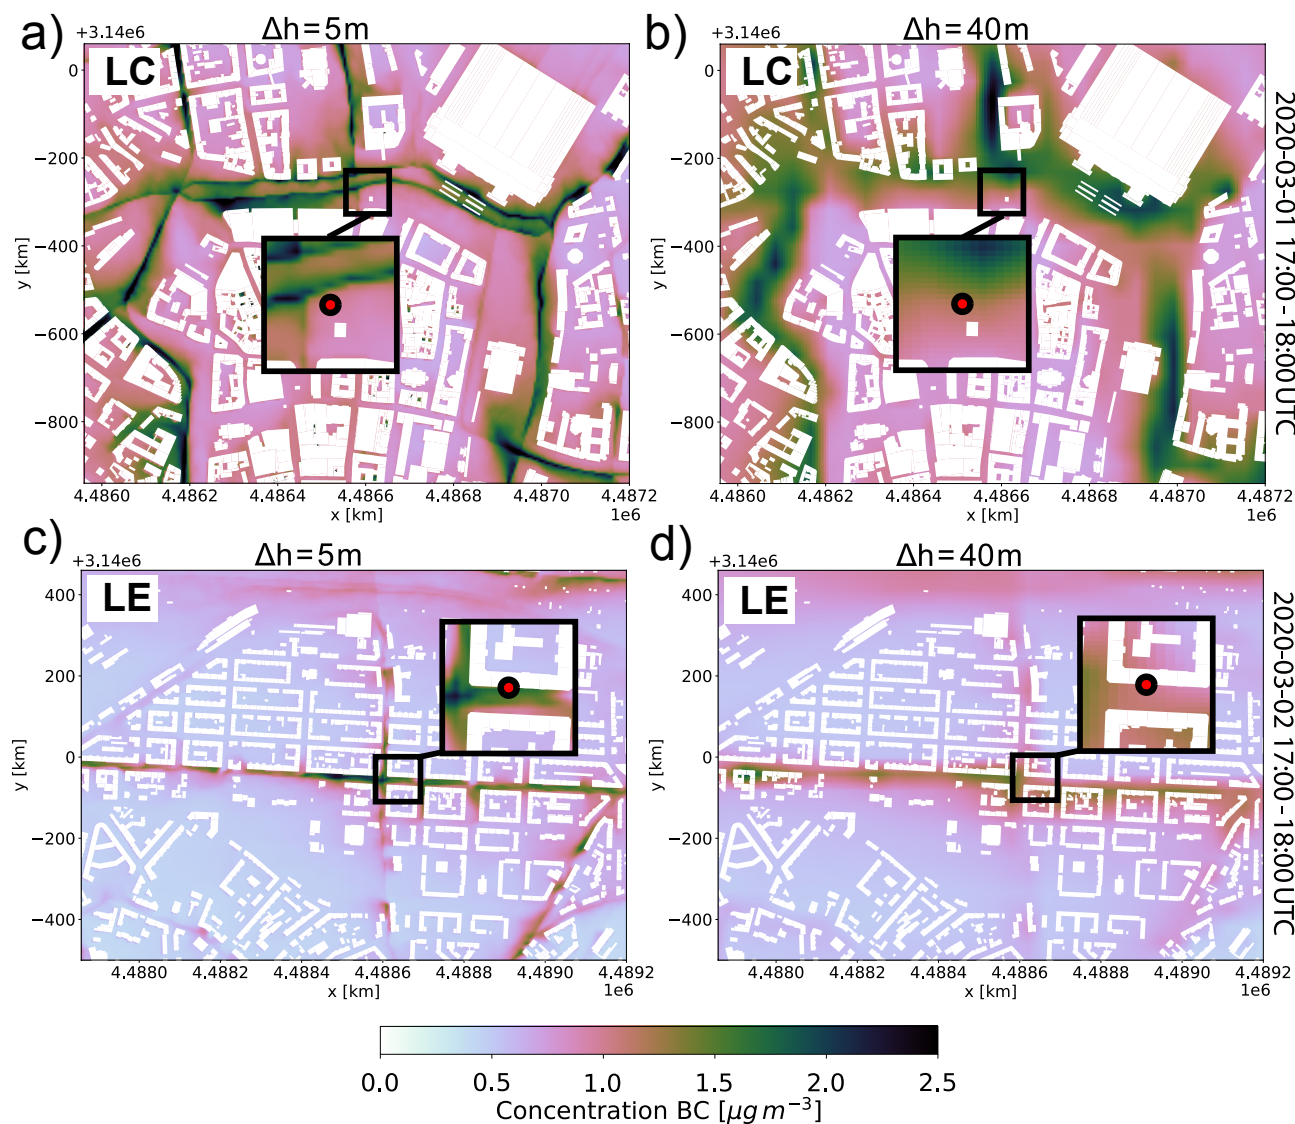 a) Δh = 5m b) Δh = 40m
+3.14e6 +3.14e6
LC LC
0 0
−200 −200
−400 −400
−600 −600
−800 −800
y [km] y [km]
4.4860 4.4862 4.4864 4.4866 4.4868 4.4870 4.4872
x [km] 1e6
4.4860 4.4862 4.4864 4.4866 4.4868 4.4870 4.4872
x [km] 1e6
2020-03-01 17:00 - 18:00 UTC
c) Δh = 5m d) Δh = 40m
+3.14e6 +3.14e6
LE LE
400 400
200 200
0 0
−200 −200
−400 −400
y [km] y [km]
4.4880 4.4882 4.4884 4.4886 4.4888 4.4890 4.4892
x [km] 1e6
4.4880 4.4882 4.4884 4.4886 4.4888 4.4890 4.4892
x [km] 1e6
2020-03-02 17:00 - 18:00 UTC
0.0 0.5 1.0 1.5 2.0 2.5
Concentration BC [μg m⁻³]